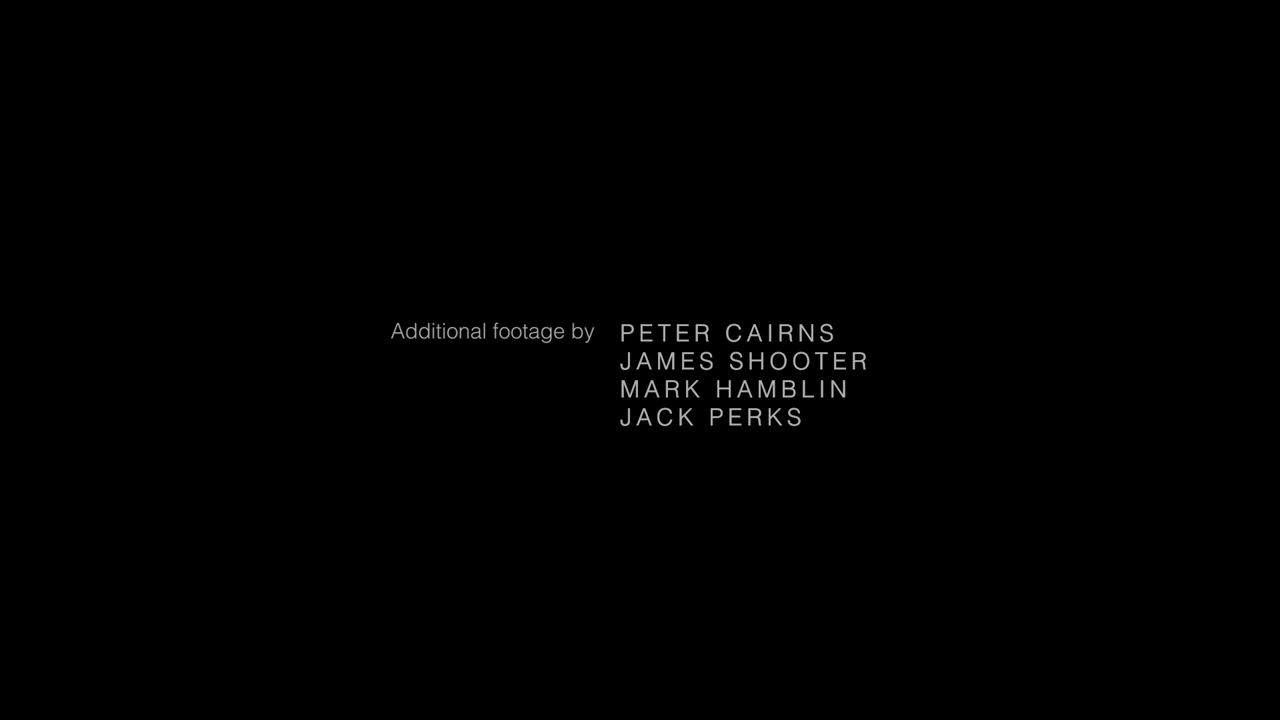 Additional footage by PETER CAIRNS
JAMES SHOOTER
MARK HAMBLIN
JACK PERKS